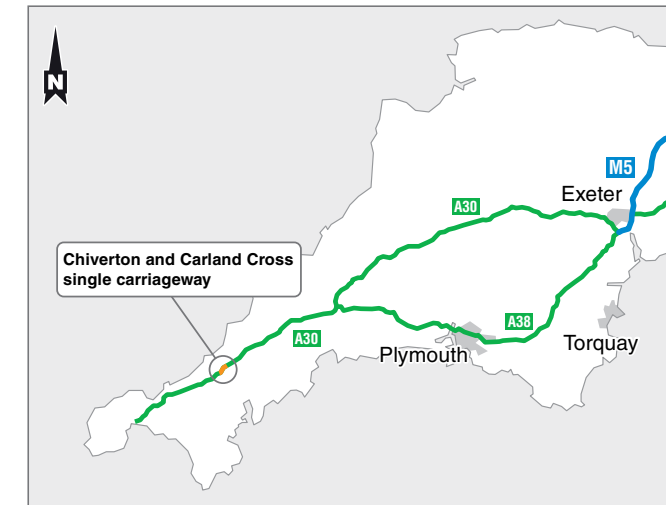 N
M5
Exeter
A30
Chiverton and Carland Cross
single carriageway
A30
A38
Plymouth
Torquay